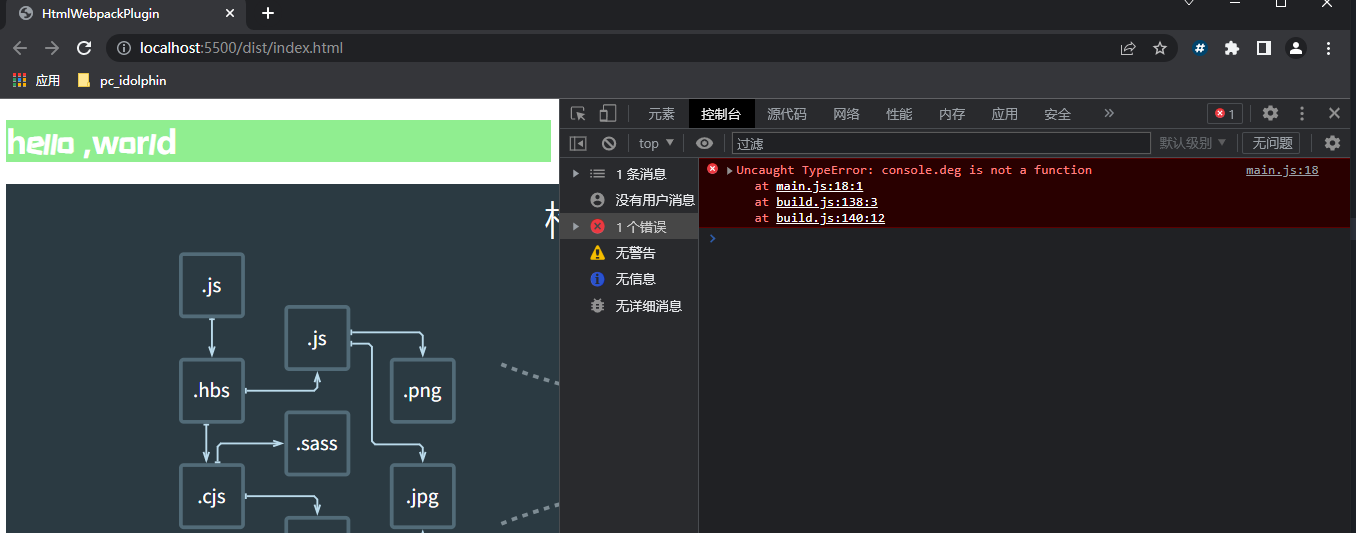 HtmlWebpackPlugin
localhost:5500/dist/index.html
应用 pc_idolphin
元素 控制台 源代码 网络 性能 内存 应用 安全 » 1
top 过滤 默认级别 无问题
hello ,world
1 条消息
没有用户消息
1 个错误
无警告
无信息
无详细消息
Uncaught TypeError: console.deg is not a function main.js:18
at main.js:18:1
at build.js:138:3
at build.js:140:12
.js
.js
.hbs
.png
.sass
.cjs
.jpg